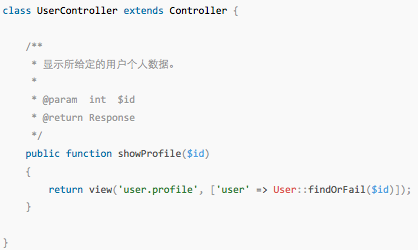 class UserController extends Controller {
/**
* 显示所给定的用户个人数据。
*
* @param  int  $id
* @return Response
*/
public function showProfile($id)
{
return view('user.profile', ['user' => User::findOrFail($id)]);
}
}